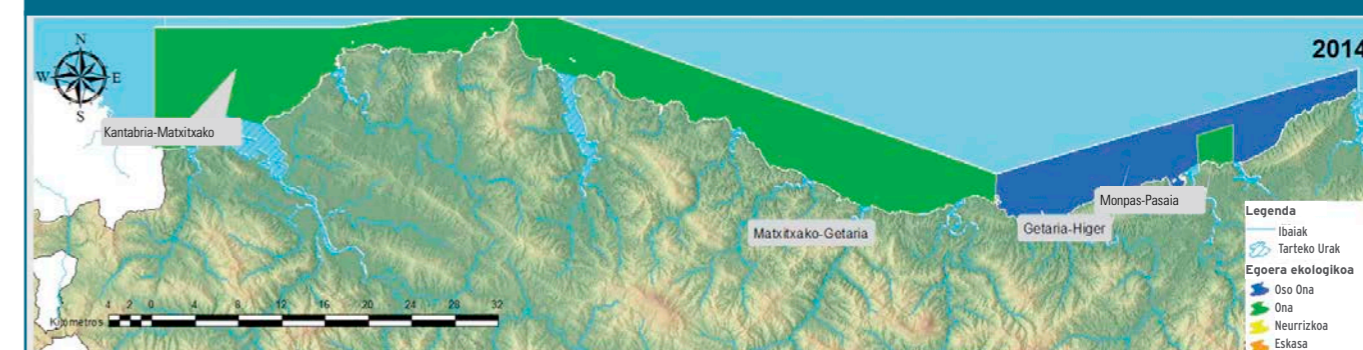 2014
N
W E
S
Kantabria-Matxitxako
Monpas-Pasaia
Matxitxako-Getaria
Getaria-Higer
Legenda
Ibaiak
Tarteko Urak
Egoera ekologikoa
Oso Ona
Ona
Neurrizkoa
Eskasa
4 2 0 4 8 12 16 20 24 28 32
Kilometros